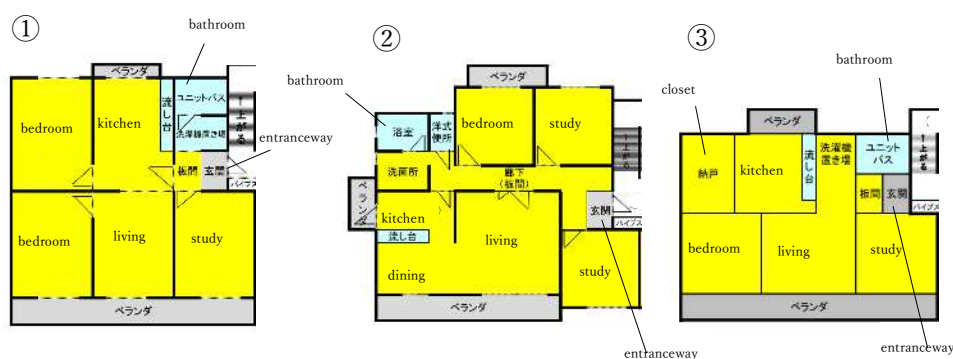 ①
bathroom
ベランダ
bedroom
kitchen
流し台
ユニットバス
洗濯機置き場
上がる
entranceway
板間
玄関
パイプス
bedroom
living
study
ベランダ
②
bathroom
ベランダ
浴室
洋式
便所
bedroom
study
洗面所
廊下
(板間)
ベランダ
kitchen
流し台
玄関
パイプス
living
dining
study
ベランダ
entranceway
③
bathroom
closet
ベランダ
上がる
納戸
kitchen
流し台
洗濯機
置き場
ユニット
バス
板間
玄関
パイプス
bedroom
living
study
ベランダ
entranceway